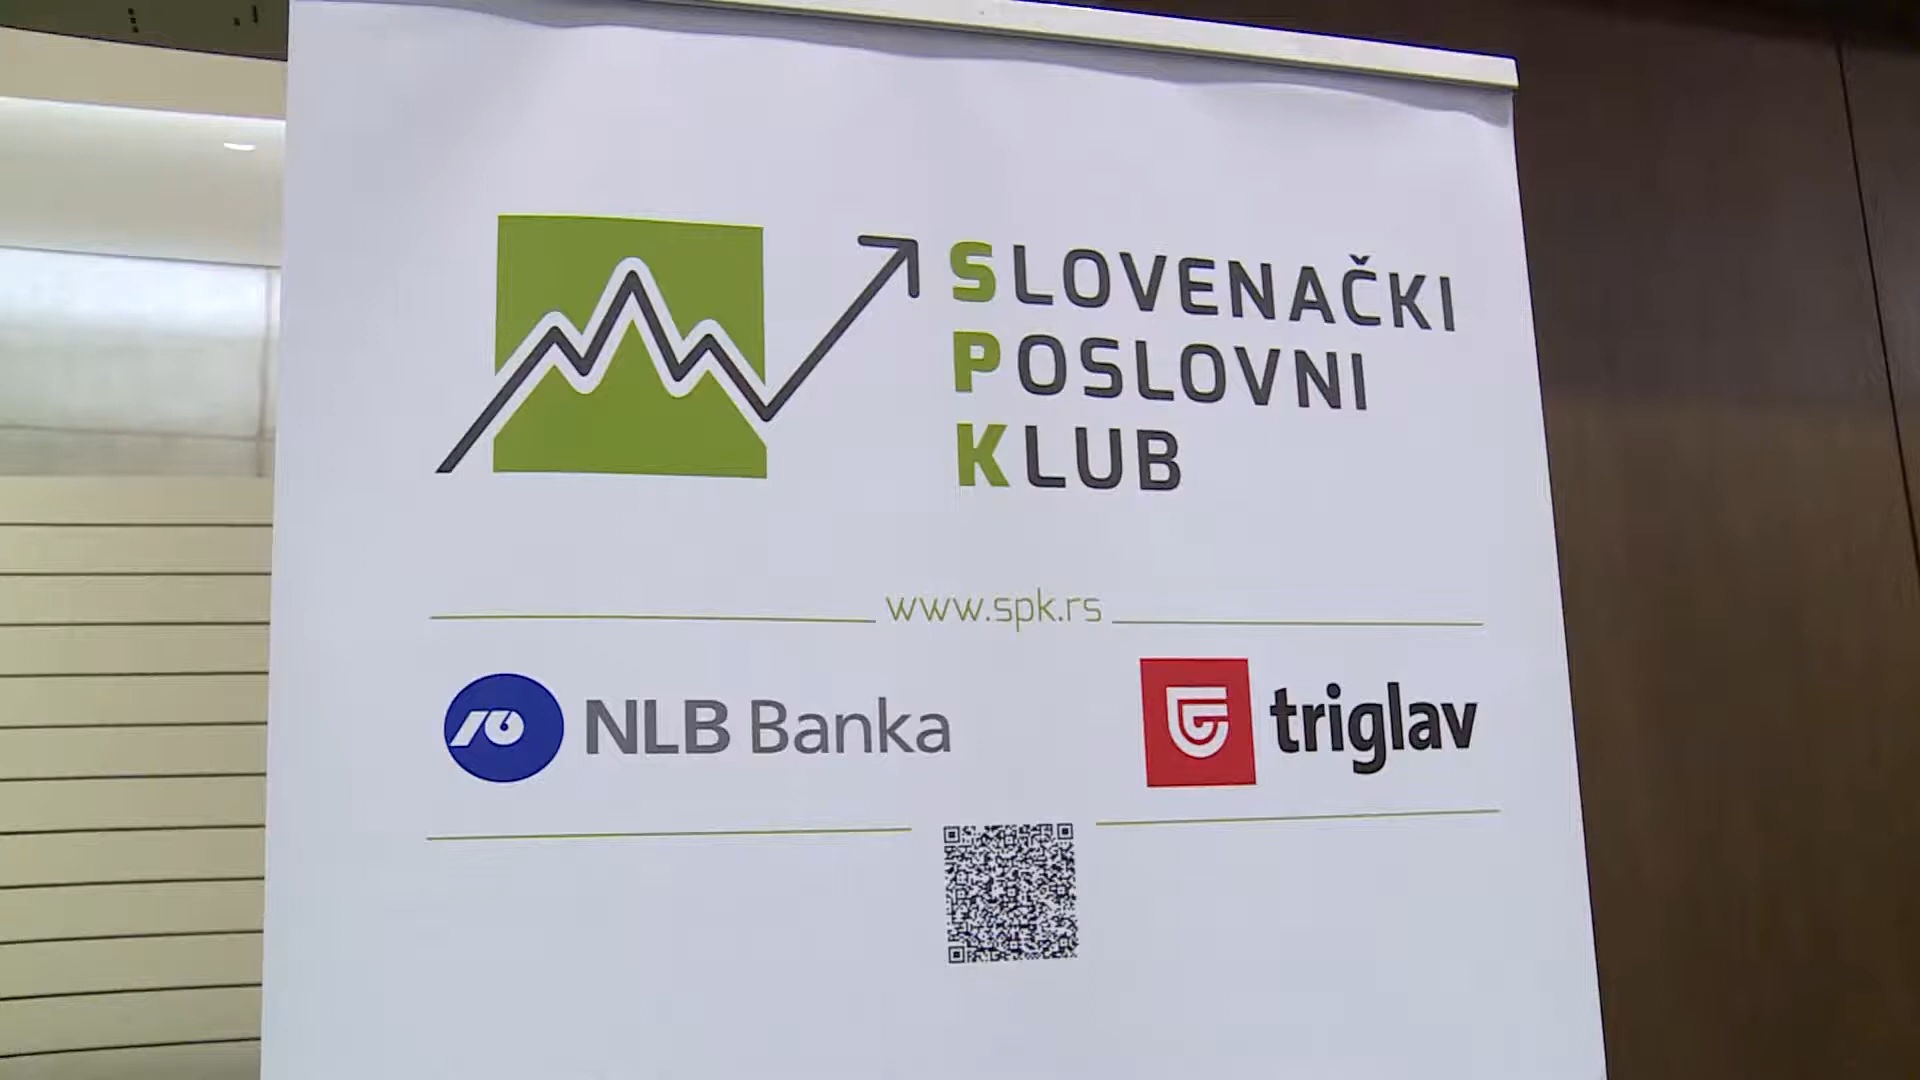 SLOVENAČKI
POSLOVNI
KLUB
www.spk.rs
NLB Banka
triglav